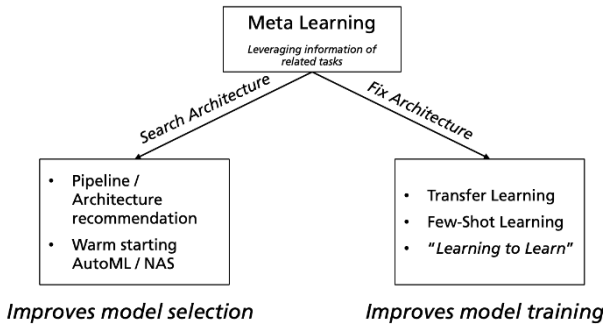 Meta Learning
Leveraging information of
related tasks
Search Architecture
Fix Architecture
• Pipeline /
Architecture
recommendation
• Warm starting
AutoML / NAS
• Transfer Learning
• Few-Shot Learning
• “Learning to Learn”
Improves model selection
Improves model training